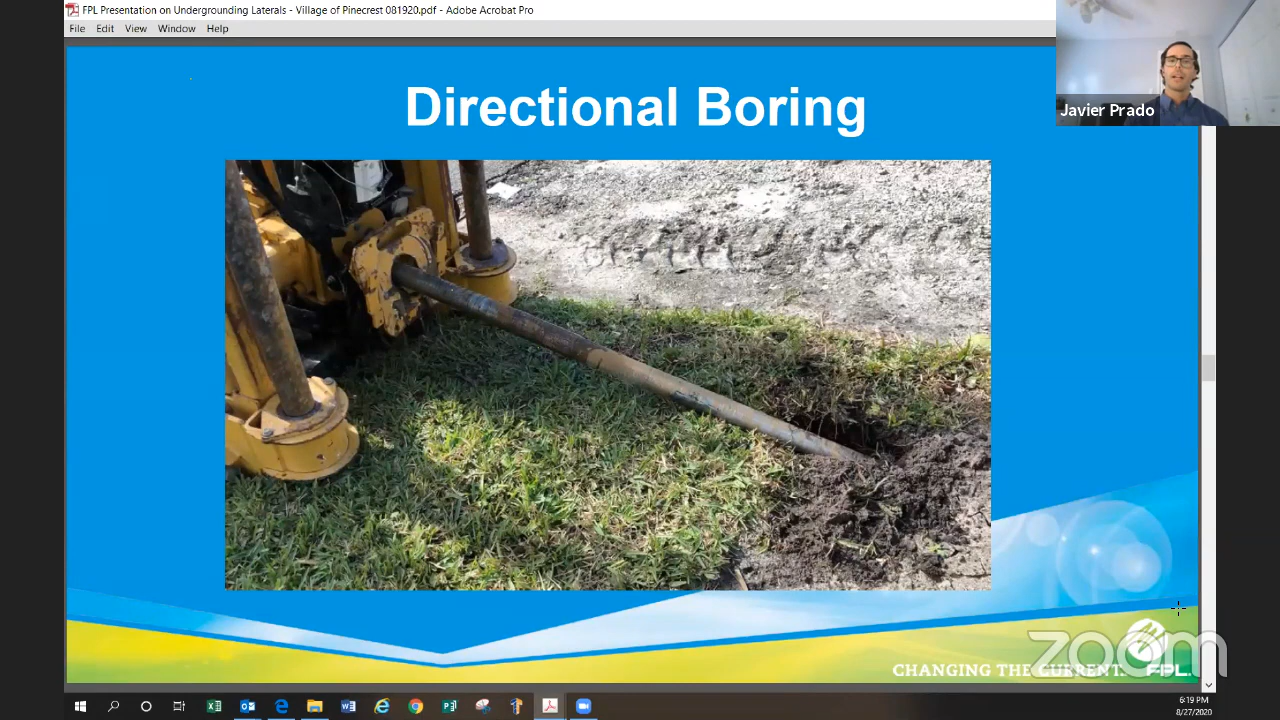 FPL Presentation on Undergrounding Laterals - Village of Pinecrest 081920.pdf - Adobe Acrobat Pro
File Edit View Window Help
Javier Prado
Directional Boring
zoom
CHANGING THE CURRENT. FPL.
6:19 PM
8/27/2020